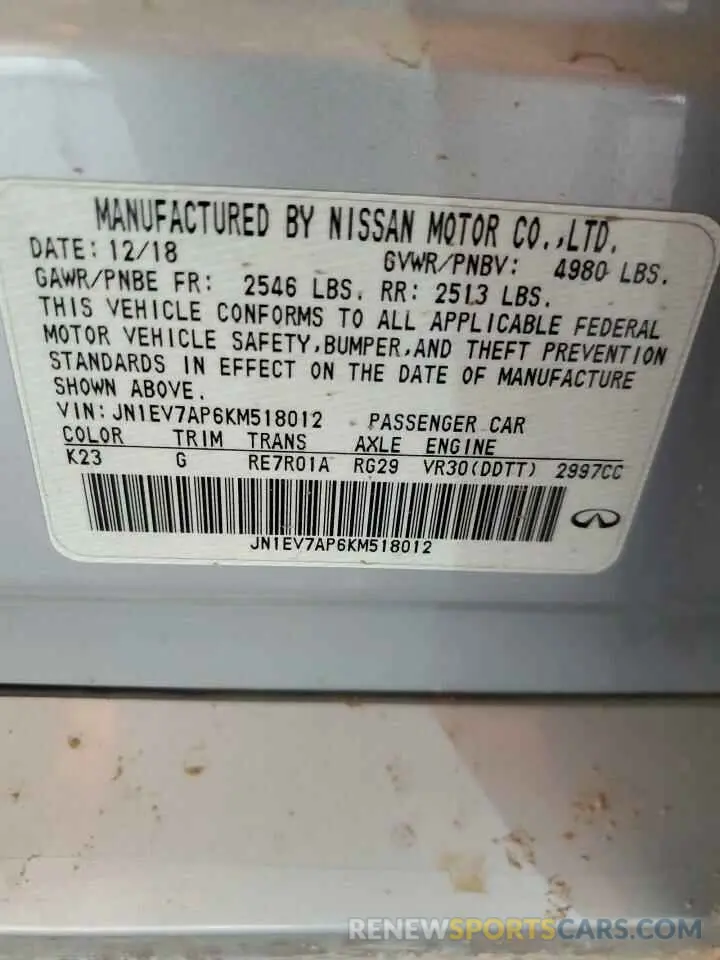 MANUFACTURED BY NISSAN MOTOR CO.,LTD.
DATE: 12/18 GVWR/PNBV: 4980 LBS.
GAWR/PNBE FR: 2546 LBS. RR: 2513 LBS.
THIS VEHICLE CONFORMS TO ALL APPLICABLE FEDERAL
MOTOR VEHICLE SAFETY,BUMPER,AND THEFT PREVENTION
STANDARDS IN EFFECT ON THE DATE OF MANUFACTURE
SHOWN ABOVE.
VIN: JN1EV7AP6KM518012 PASSENGER CAR
COLOR TRIM TRANS AXLE ENGINE
K23 G RE7R01A RG29 VR30(DDTT) 2997CC
JN1EV7AP6KM518012
RENEWSPORTSCARS.COM